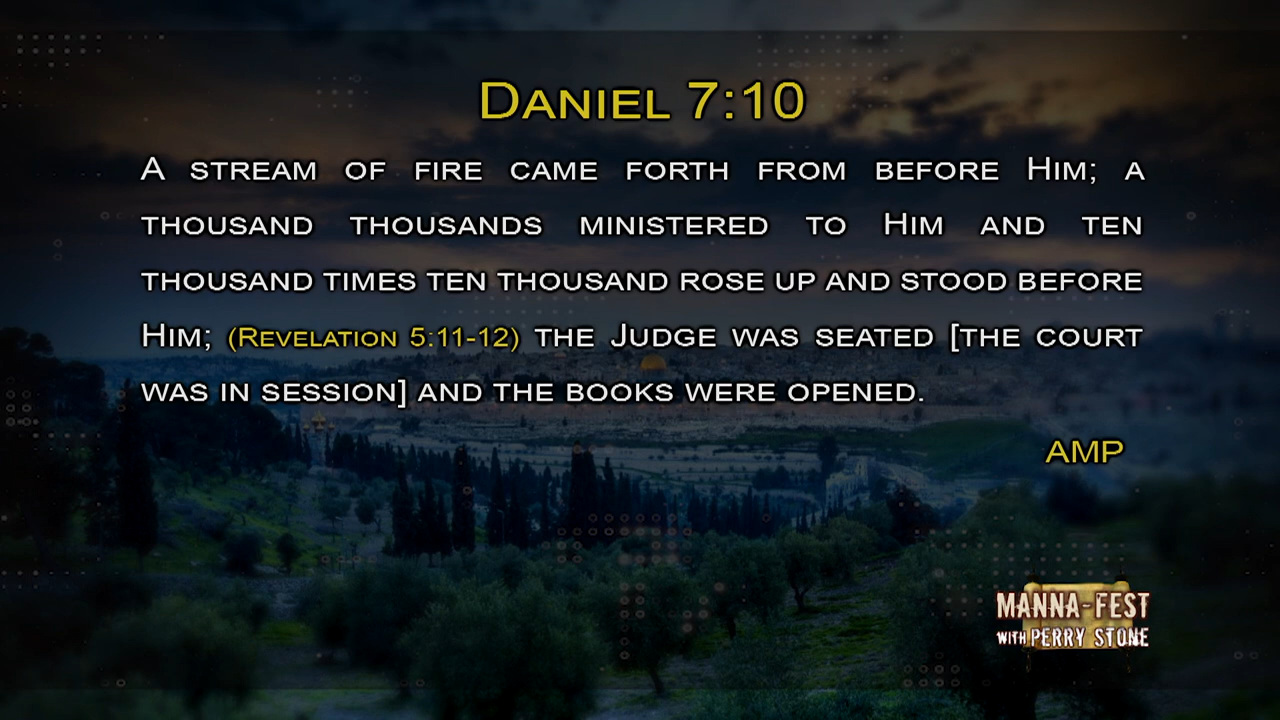 Daniel 7:10
A stream of fire came forth from before Him; a
thousand thousands ministered to Him and ten
thousand times ten thousand rose up and stood before
Him; (Revelation 5:11-12) the Judge was seated [the court
was in session] and the books were opened.
AMP
MANNA-FEST
WITH PERRY STONE